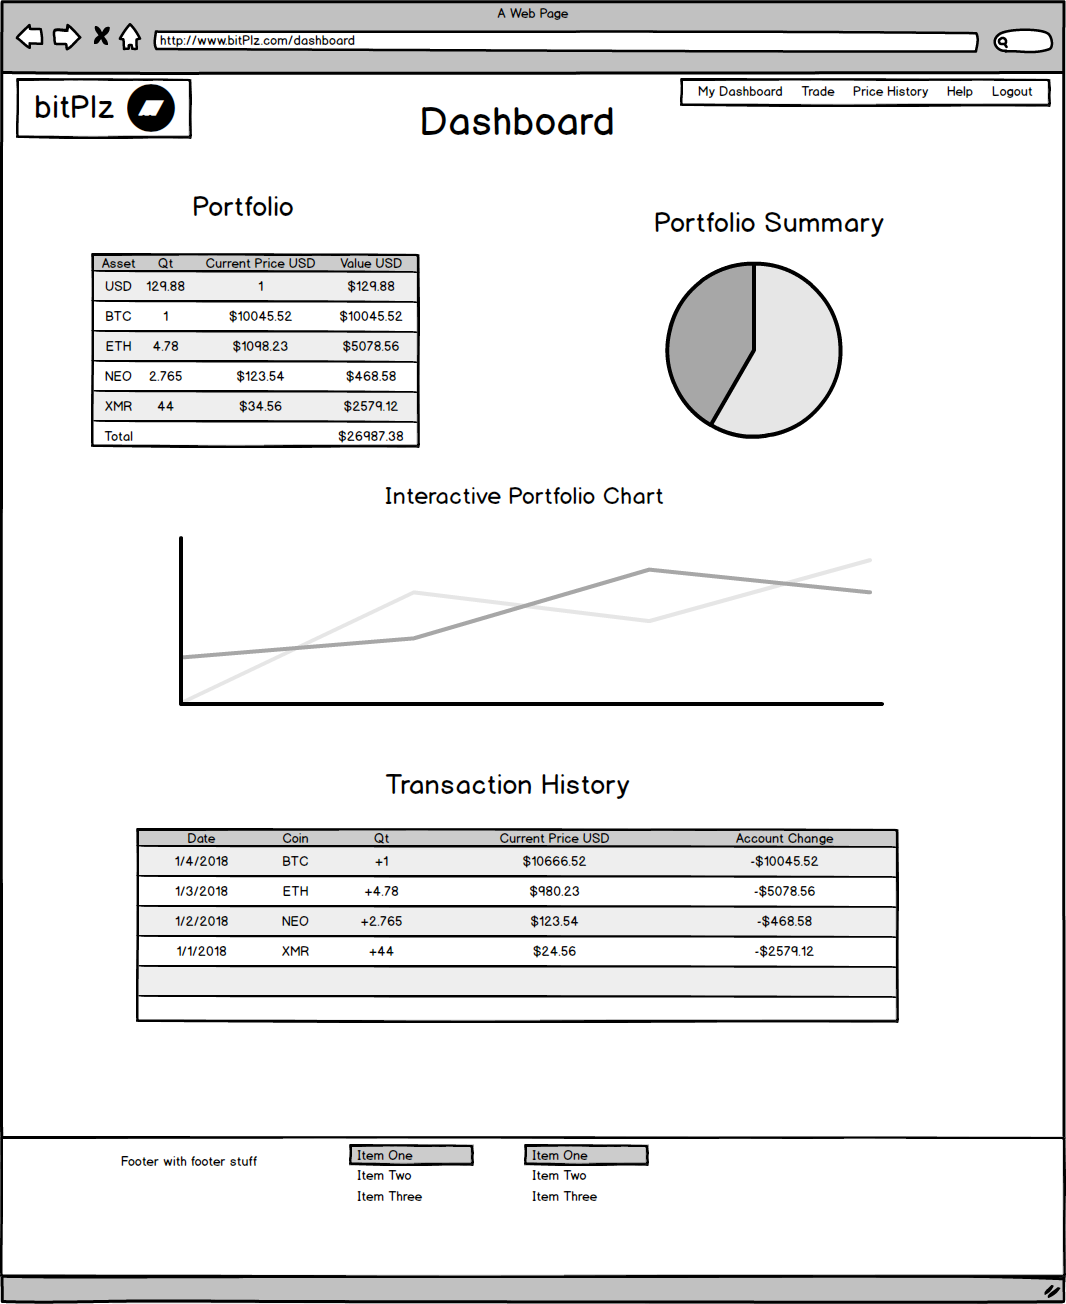 A Web Page
http://www.bitPlz.com/dashboard
bitPlz
My Dashboard Trade Price History Help Logout
Dashboard
Portfolio
Asset Qt Current Price USD Value USD
USD 129.88 1 $129.88
BTC 1 $10045.52 $10045.52
ETH 4.78 $1098.23 $5078.56
NEO 2.765 $123.54 $468.58
XMR 44 $34.56 $2579.12
Total $26987.38
Portfolio Summary
Interactive Portfolio Chart
Transaction History
Date Coin Qt Current Price USD Account Change
1/4/2018 BTC +1 $10666.52 -$10045.52
1/3/2018 ETH +4.78 $980.23 -$5078.56
1/2/2018 NEO +2.765 $123.54 -$468.58
1/1/2018 XMR +44 $24.56 -$2579.12
Footer with footer stuff
Item One
Item Two
Item Three
Item One
Item Two
Item Three